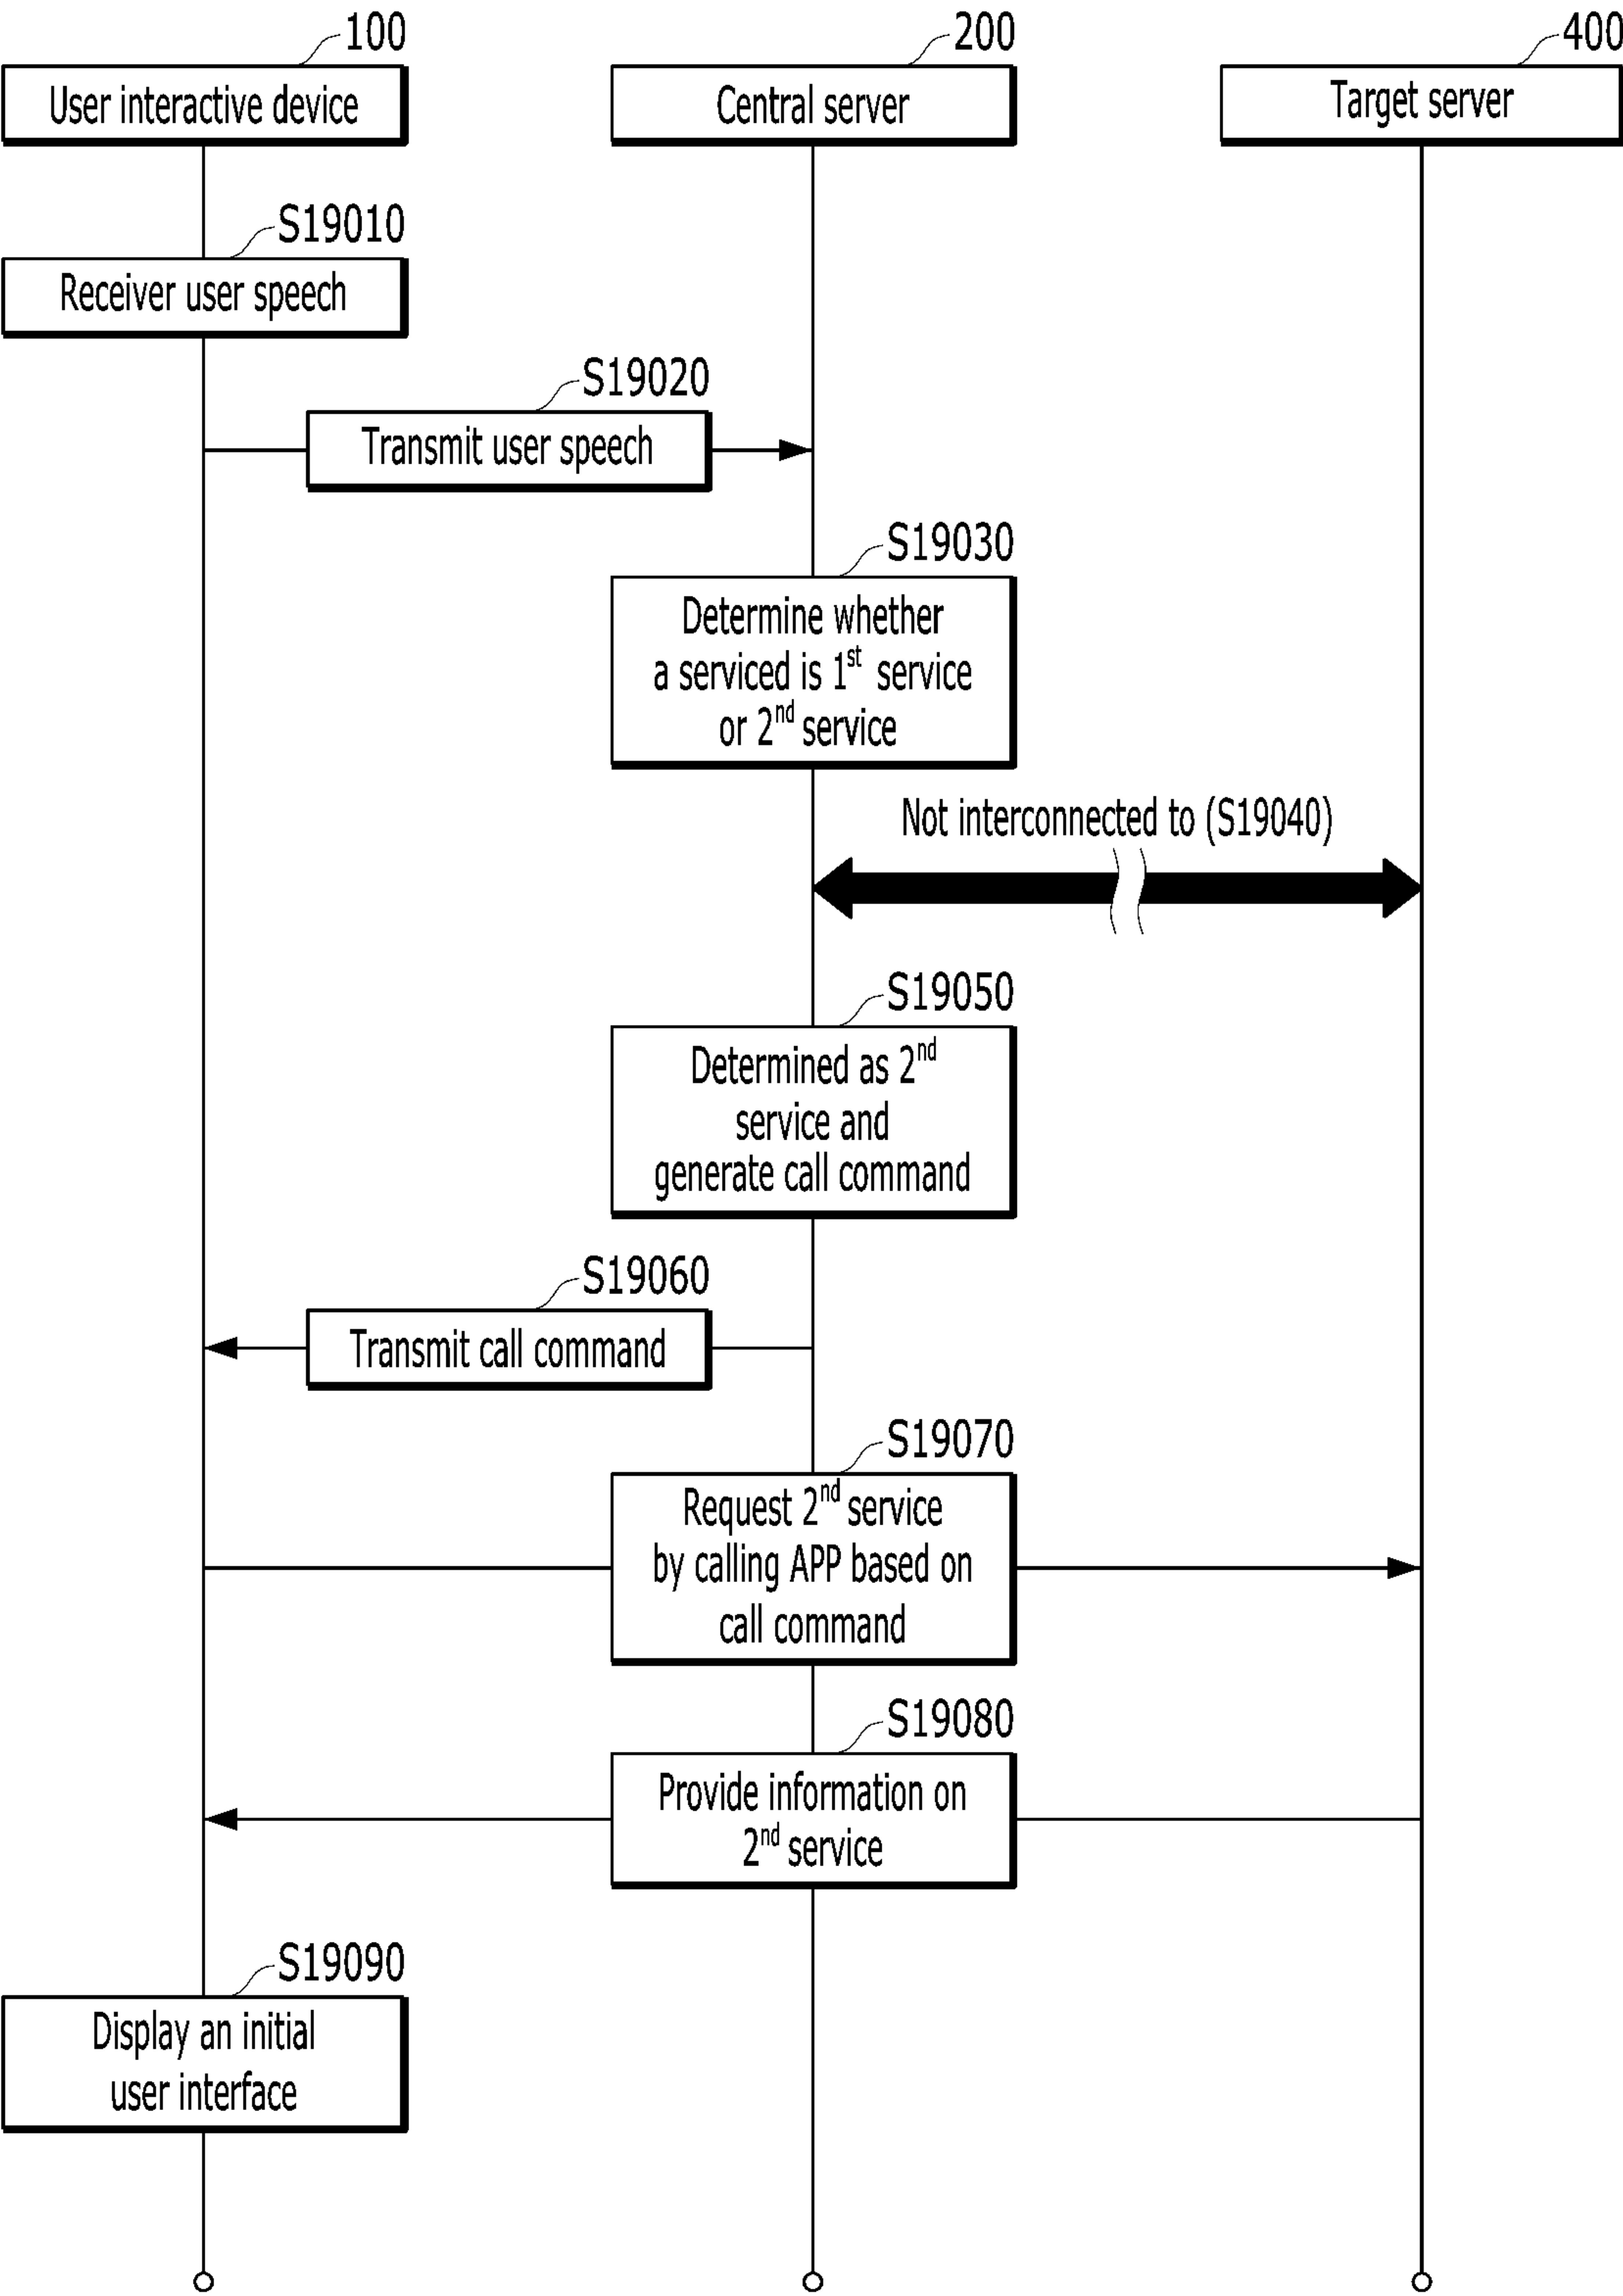 100
User interactive device
200
Central server
400
Target server
S19010
Receiver user speech
S19020
Transmit user speech
S19030
Determine whether
a serviced is 1st service
or 2nd service
Not interconnected to (S19040)
S19050
Determined as 2nd
service and
generate call command
S19060
Transmit call command
S19070
Request 2nd service
by calling APP based on
call command
S19080
Provide information on
2nd service
S19090
Display an initial
user interface